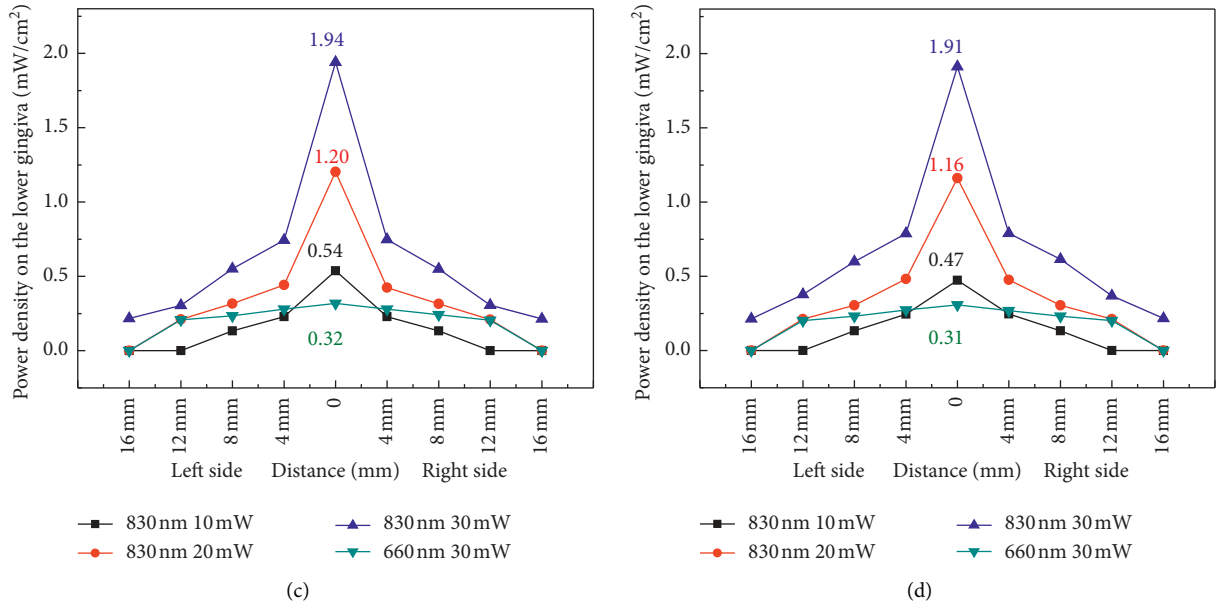 Power density on the lower gingiva (mW/cm²)
2.0
1.5
1.0
0.5
0.0
1.94
1.20
0.54
0.32
16 mm
12 mm
8 mm
4 mm
0
4 mm
8 mm
12 mm
16 mm
Left side Distance (mm) Right side
830 nm 10 mW 830 nm 30 mW
830 nm 20 mW 660 nm 30 mW
(c)
Power density on the lower gingiva (mW/cm²)
2.0
1.5
1.0
0.5
0.0
1.91
1.16
0.47
0.31
16 mm
12 mm
8 mm
4 mm
0
4 mm
8 mm
12 mm
16 mm
Left side Distance (mm) Right side
830 nm 10 mW 830 nm 30 mW
830 nm 20 mW 660 nm 30 mW
(d)